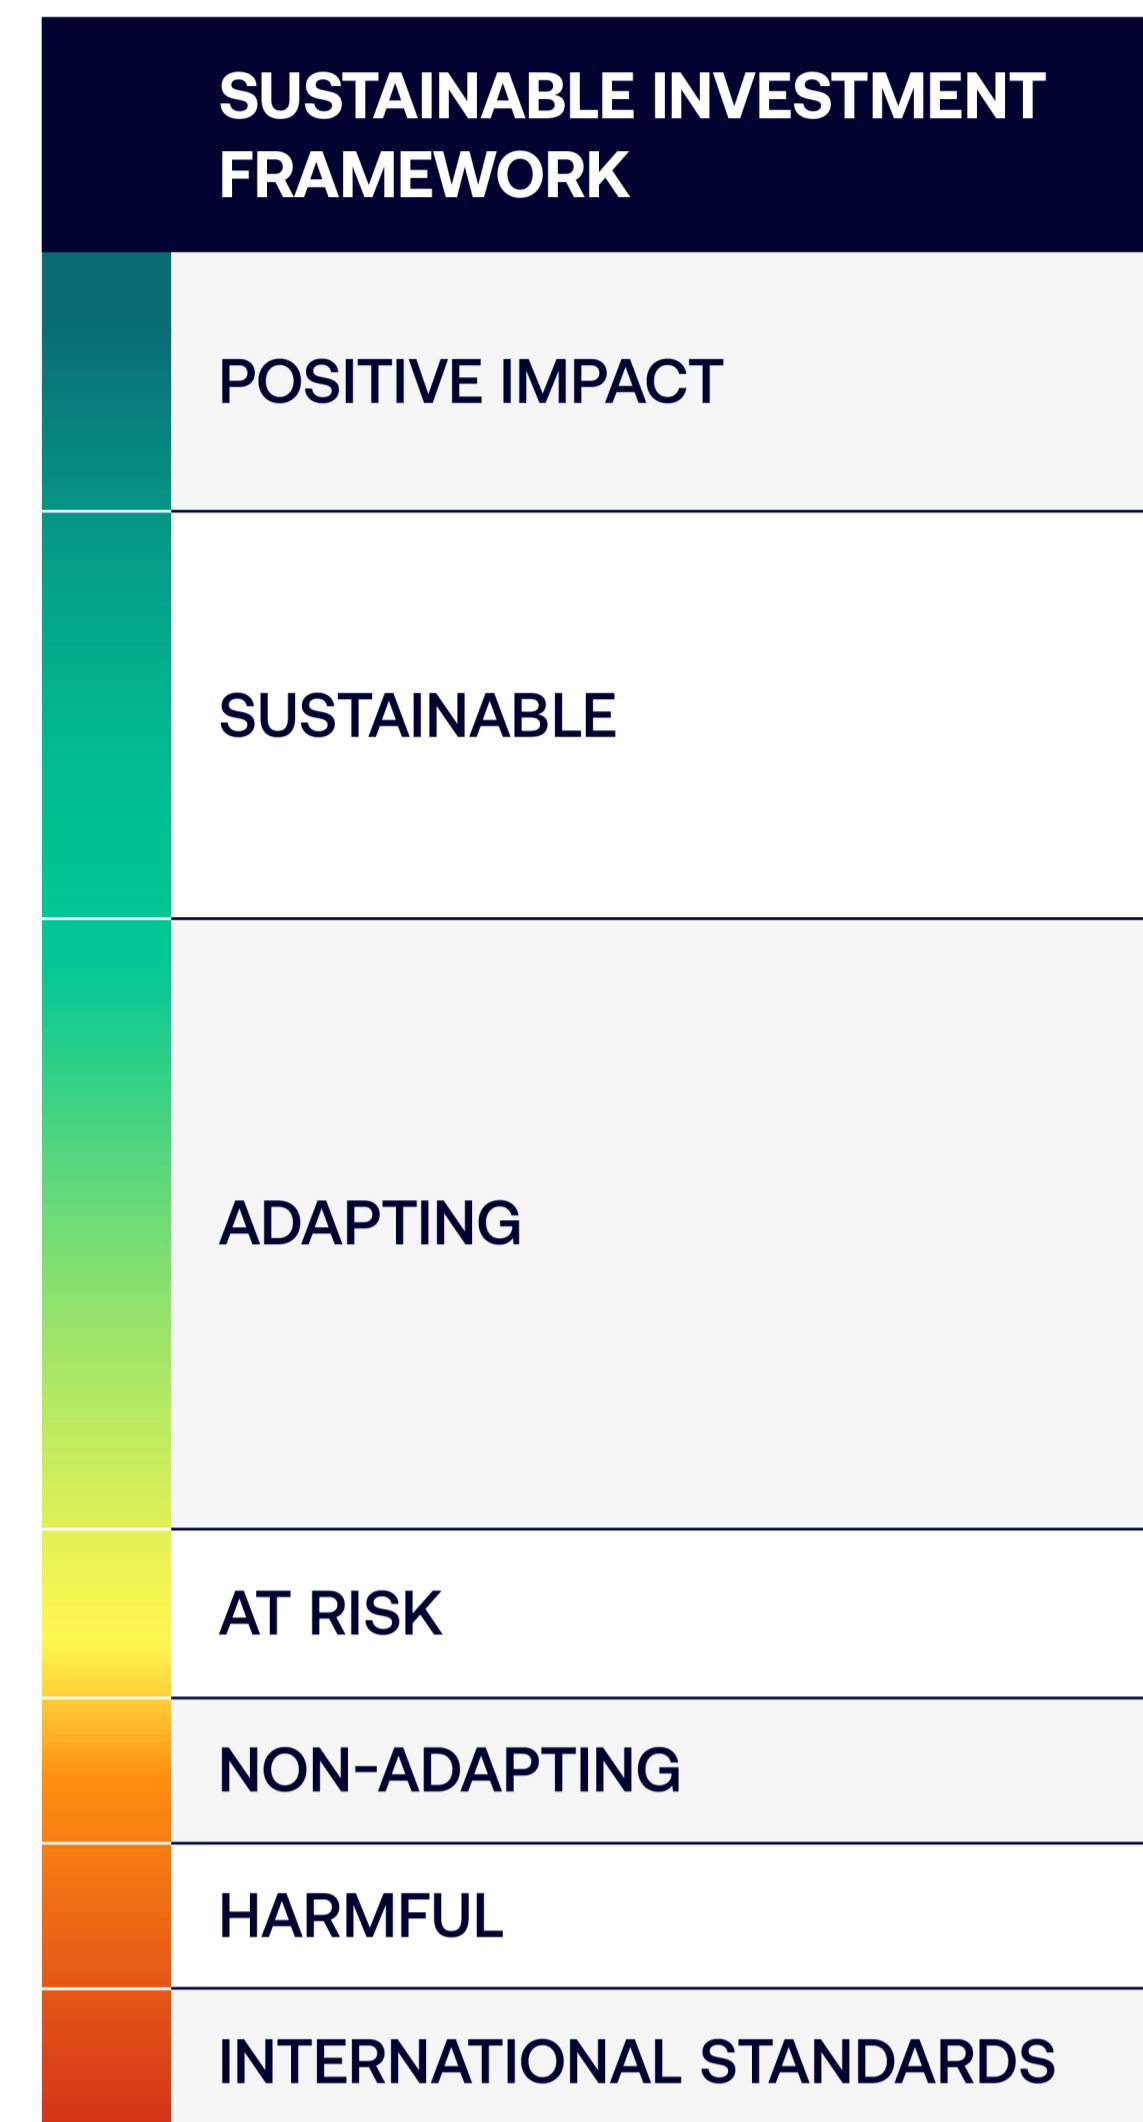 SUSTAINABLE INVESTMENT
FRAMEWORK
POSITIVE IMPACT
SUSTAINABLE
ADAPTING
AT RISK
NON-ADAPTING
HARMFUL
INTERNATIONAL STANDARDS